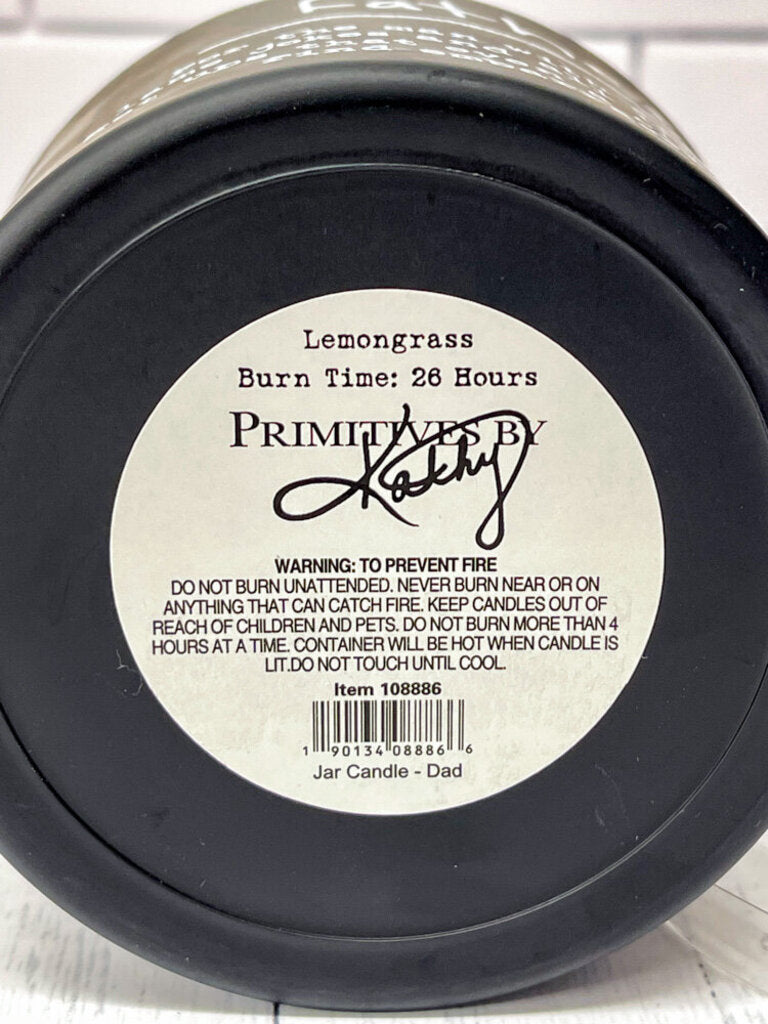 Lemongrass
Burn Time: 26 Hours
PRIMITIVES BY
Kathy
WARNING: TO PREVENT FIRE
DO NOT BURN UNATTENDED. NEVER BURN NEAR OR ON
ANYTHING THAT CAN CATCH FIRE. KEEP CANDLES OUT OF
REACH OF CHILDREN AND PETS. DO NOT BURN MORE THAN 4
HOURS AT A TIME. CONTAINER WILL BE HOT WHEN CANDLE IS
LIT.DO NOT TOUCH UNTIL COOL.
Item 108886
1 90134 08886 6
Jar Candle - Dad